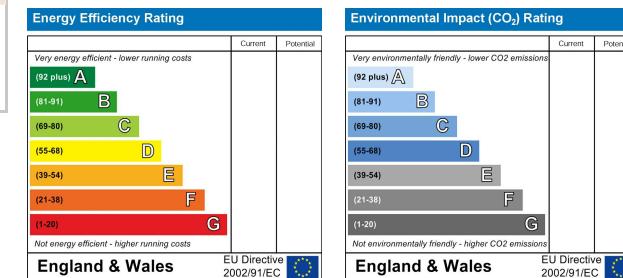 Energy Efficiency Rating
Current Potential
Very energy efficient - lower running costs
(92 plus) A
(81-91) B
(69-80) C
(55-68) D
(39-54) E
(21-38) F
(1-20) G
Not energy efficient - higher running costs
England & Wales
EU Directive
2002/91/EC
Environmental Impact (CO2) Rating
Current Poten
Very environmentally friendly - lower CO2 emissions
(92 plus) A
(81-91) B
(69-80) C
(55-68) D
(39-54) E
(21-38) F
(1-20) G
Not environmentally friendly - higher CO2 emissions
England & Wales
EU Directive
2002/91/EC